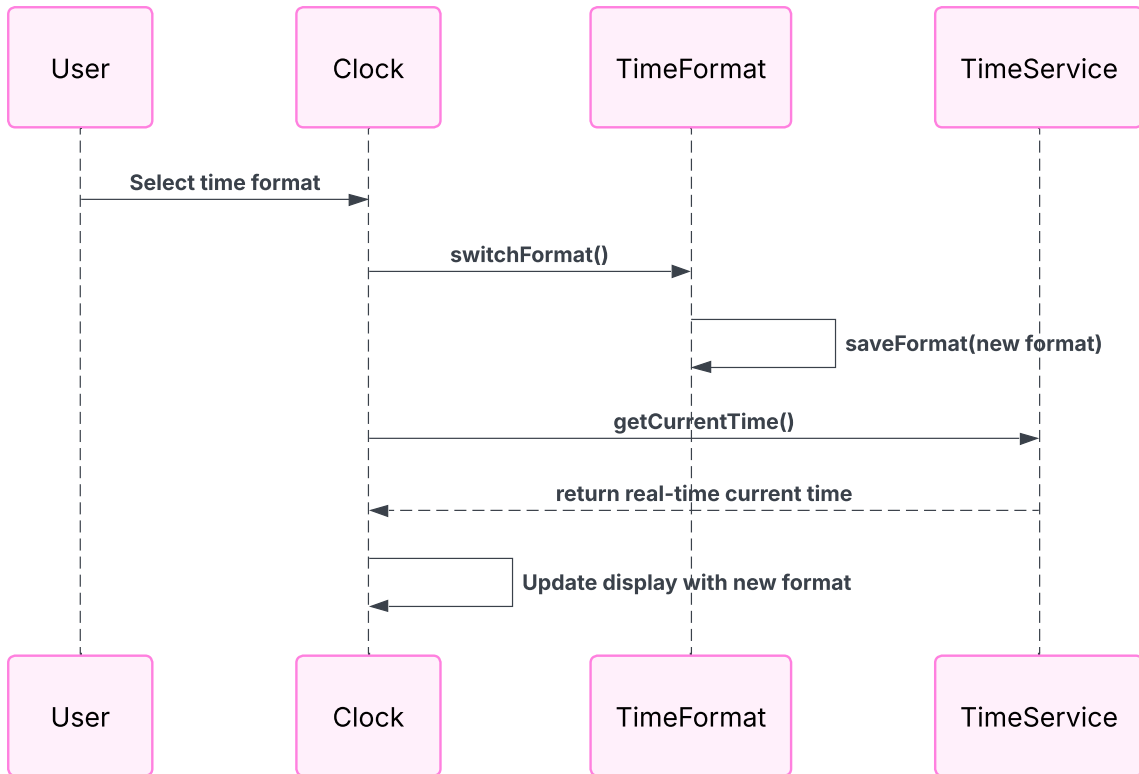 User
Clock
TimeFormat
TimeService
Select time format
switchFormat()
saveFormat(new format)
getCurrentTime()
return real-time current time
Update display with new format
User
Clock
TimeFormat
TimeService